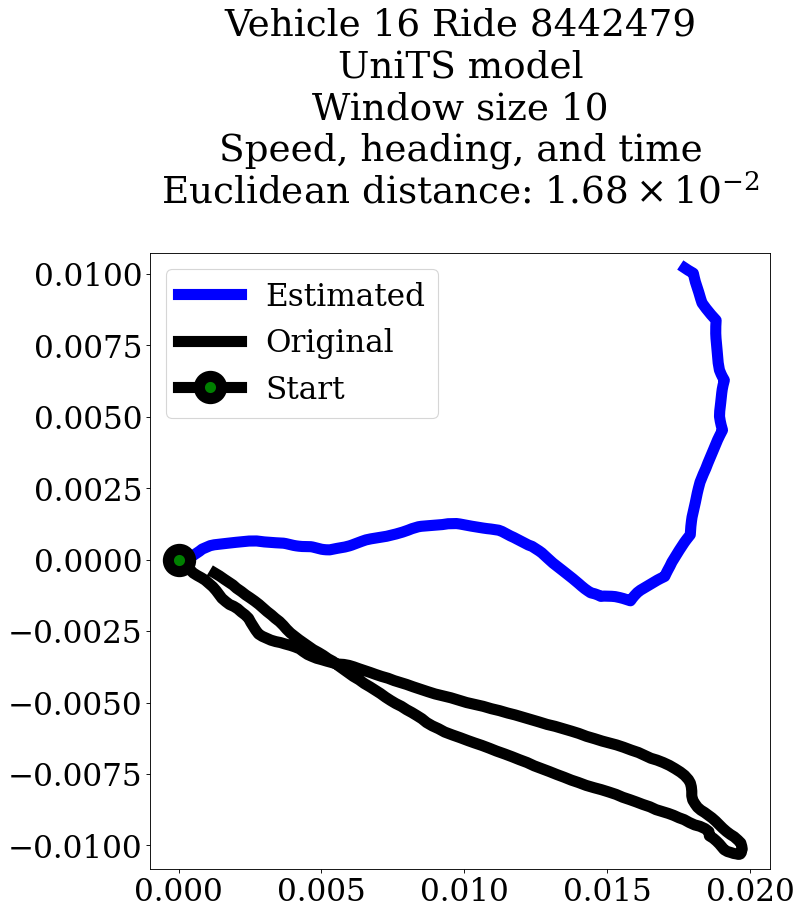 Vehicle 16 Ride 8442479
UniTS model
Window size 10
Speed, heading, and time
Euclidean distance: 1.68 × 10⁻²
Estimated
Original
Start
0.0100
0.0075
0.0050
0.0025
0.0000
−0.0025
−0.0050
−0.0075
−0.0100
0.000 0.005 0.010 0.015 0.020